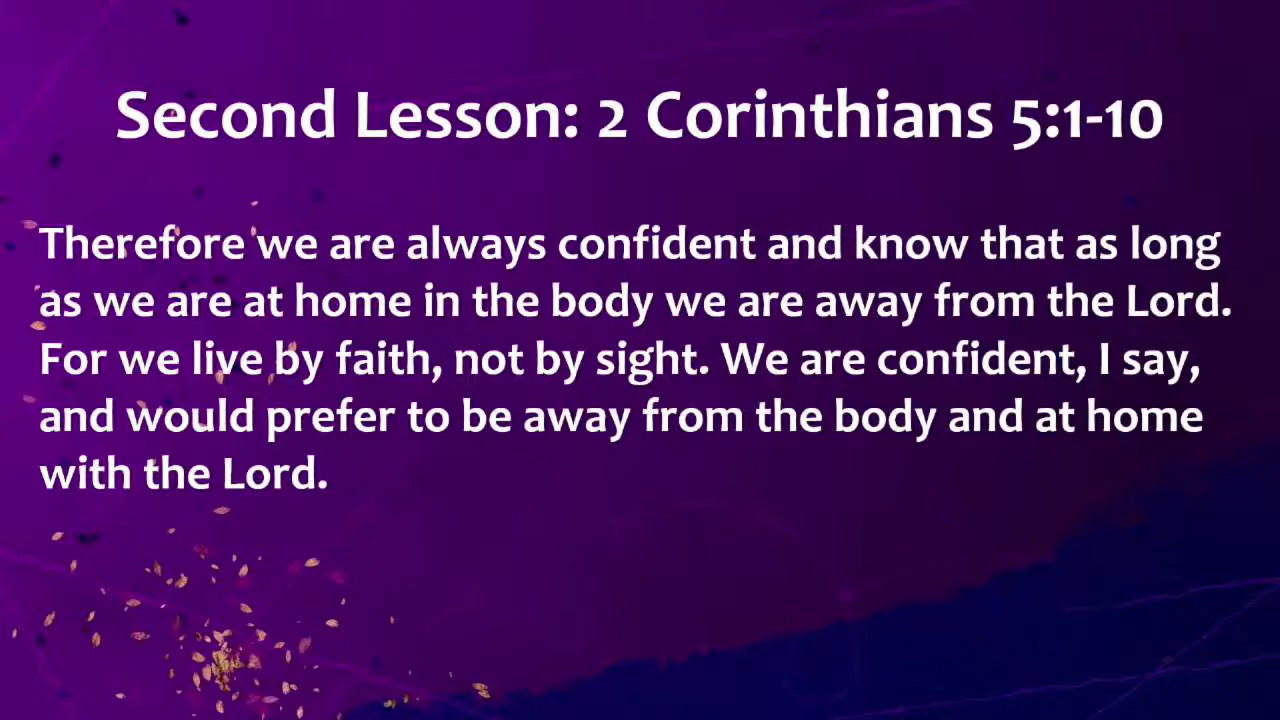 Second Lesson: 2 Corinthians 5:1-10
Therefore we are always confident and know that as long
as we are at home in the body we are away from the Lord.
For we live by faith, not by sight. We are confident, I say,
and would prefer to be away from the body and at home
with the Lord.